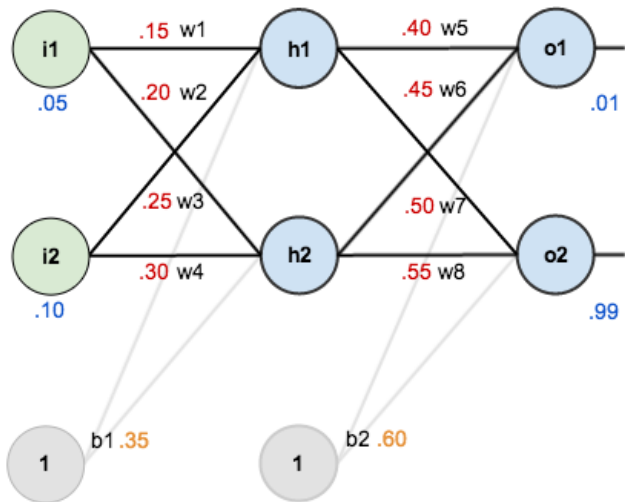 i1 .15 w1 h1 .40 w5 o1
.05 .20 w2 .45 w6 .01
.25 w3 .50 w7
i2 .30 w4 h2 .55 w8 o2
.10 .99
1 b1 .35 1 b2 .60